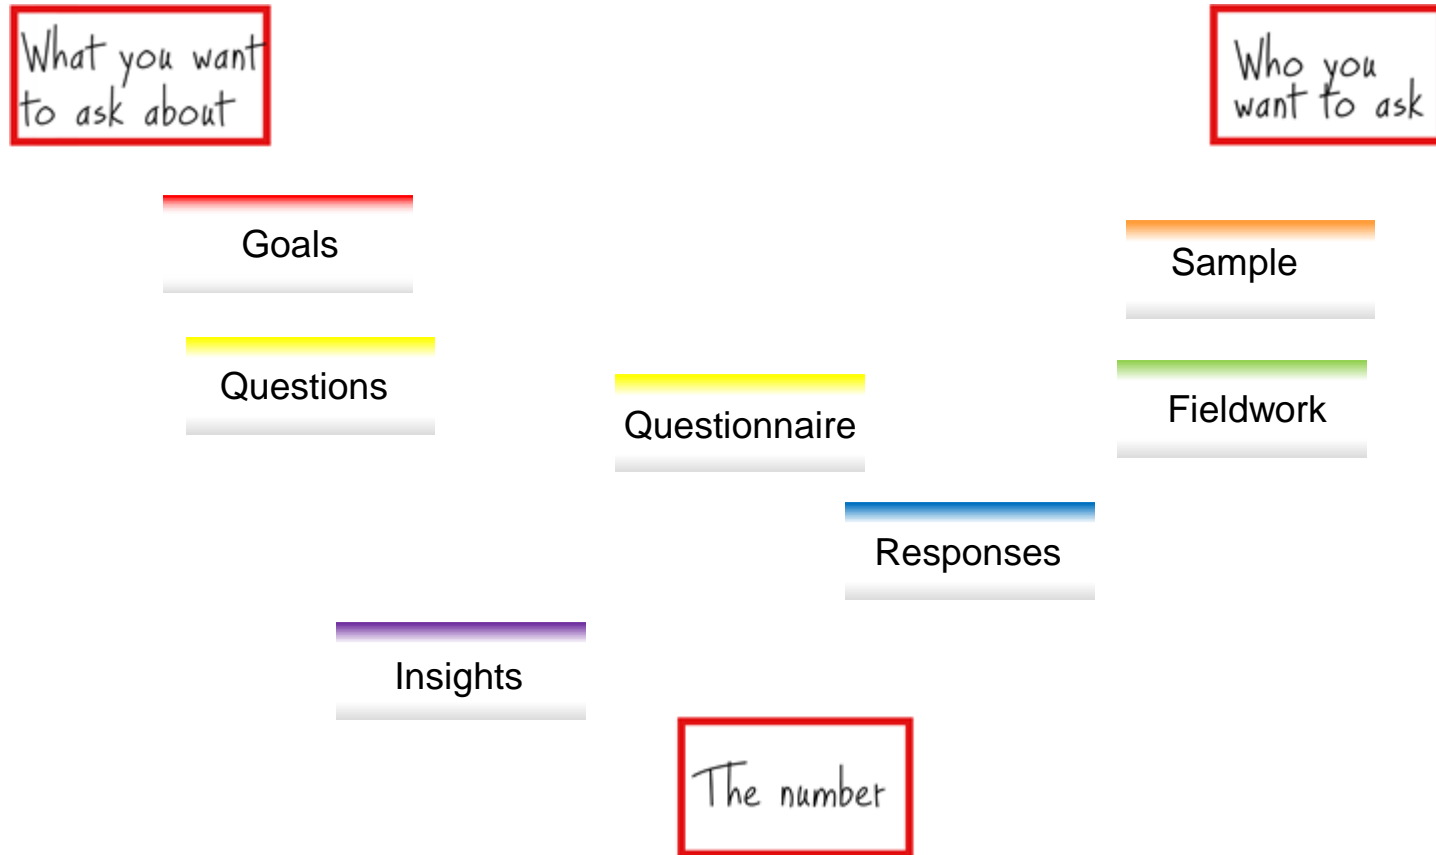 What you want
to ask about
Who you
want to ask
Goals
Sample
Questions
Questionnaire
Fieldwork
Responses
Insights
The number